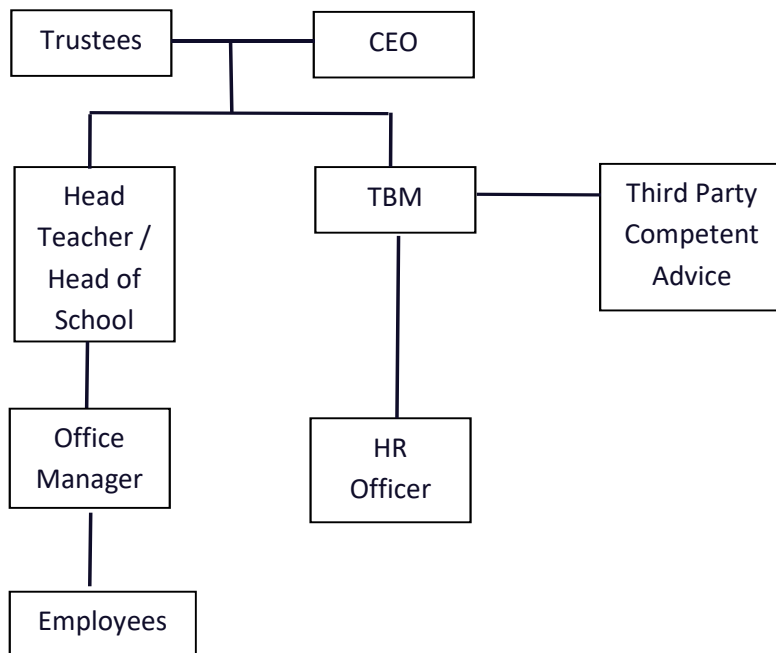 Trustees
CEO
Head
Teacher /
Head of
School
TBM
Third Party
Competent
Advice
Office
Manager
HR
Officer
Employees